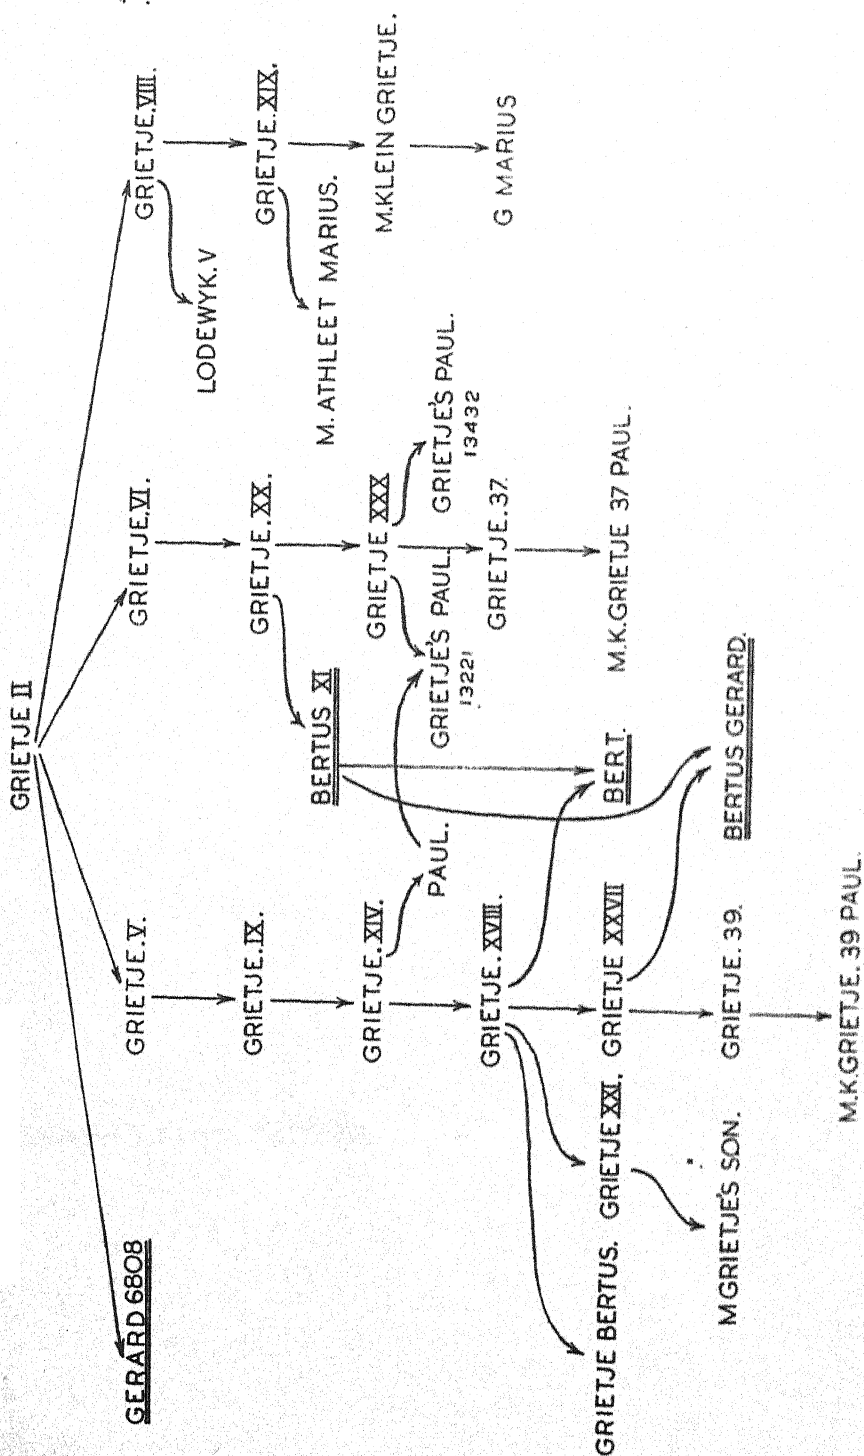 GRIETJE II
GERARD 6808
GRIETJE.V.
GRIETJE.VI.
GRIETJE.VIII.
LODEWYK.V
GRIETJE.IX.
GRIETJE.XX.
GRIETJE.XIX.
BERTUS XI
M.ATHLEET MARIUS.
GRIETJE.XIV.
GRIETJE XXX
M.KLEIN GRIETJE.
PAUL.
GRIETJE'S PAUL.
13221
GRIETJE'S PAUL.
13432
GRIETJE.XVIII.
GRIETJE.37.
G MARIUS
GRIETJE BERTUS.
GRIETJE XXI.
GRIETJE XXVII
BERT.
M.K.GRIETJE 37 PAUL.
M GRIETJE'S SON.
GRIETJE.39.
BERTUS GERARD.
M.K.GRIETJE.39 PAUL.